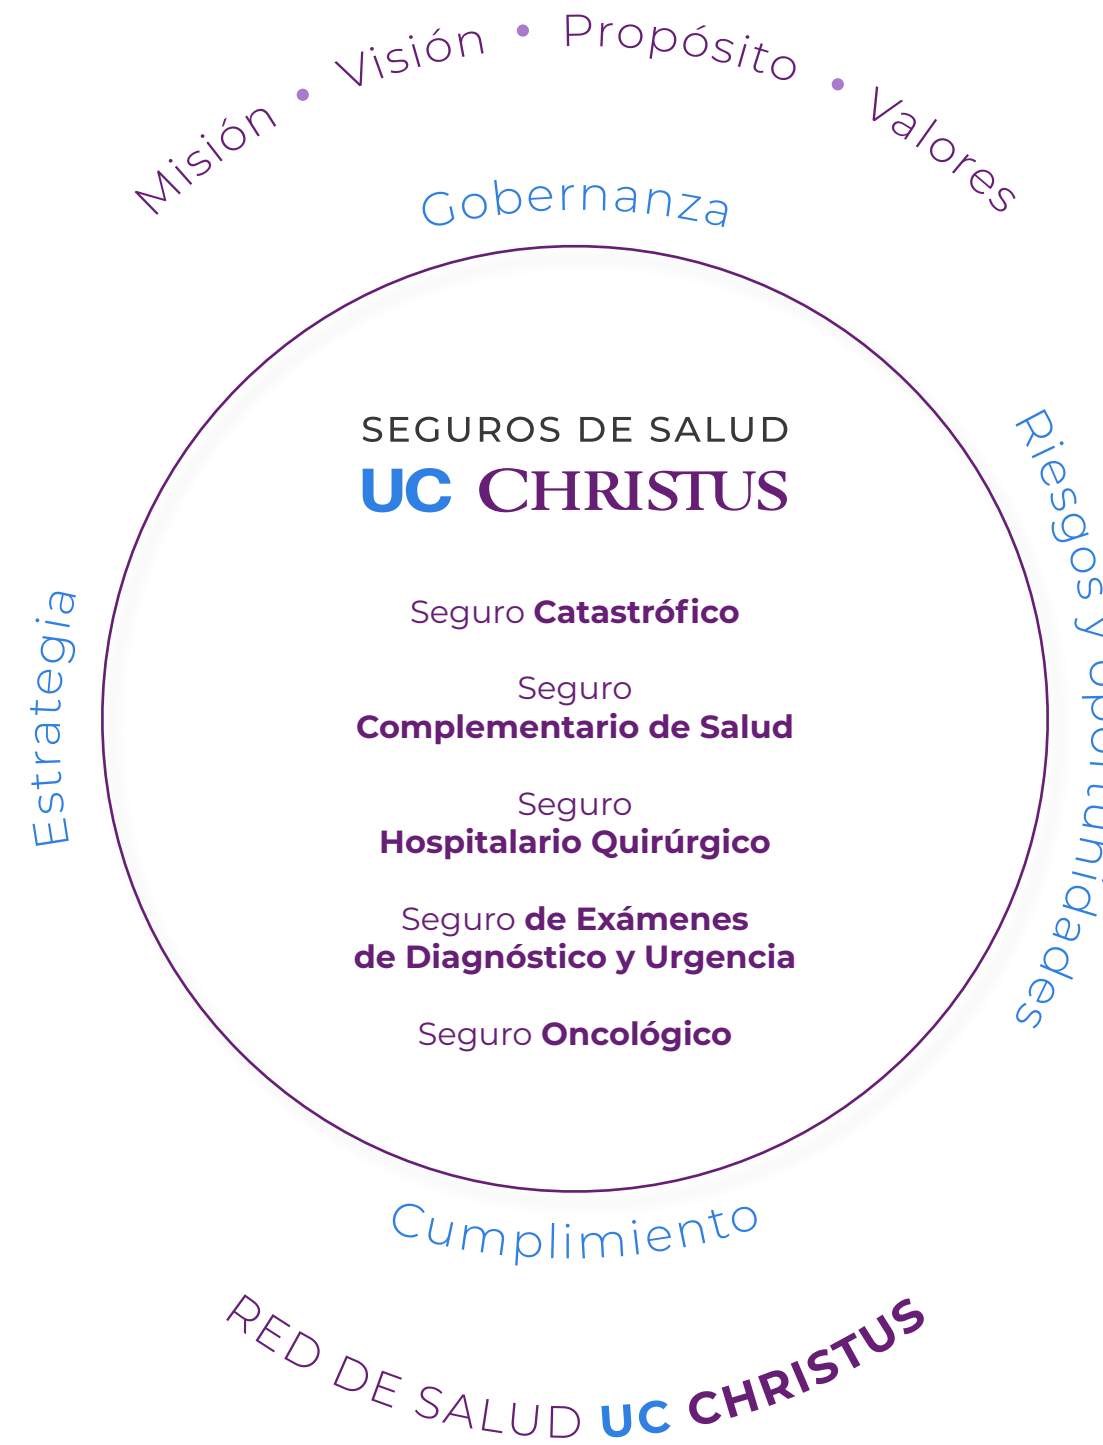 Misión • Visión • Propósito • Valores
Gobernanza
SEGUROS DE SALUD
UC CHRISTUS
Seguro Catastrófico
Seguro
Complementario de Salud
Seguro
Hospitalario Quirúrgico
Seguro de Exámenes
de Diagnóstico y Urgencia
Seguro Oncológico
Estrategia
Riesgos y oportunidades
Cumplimiento
RED DE SALUD UC CHRISTUS